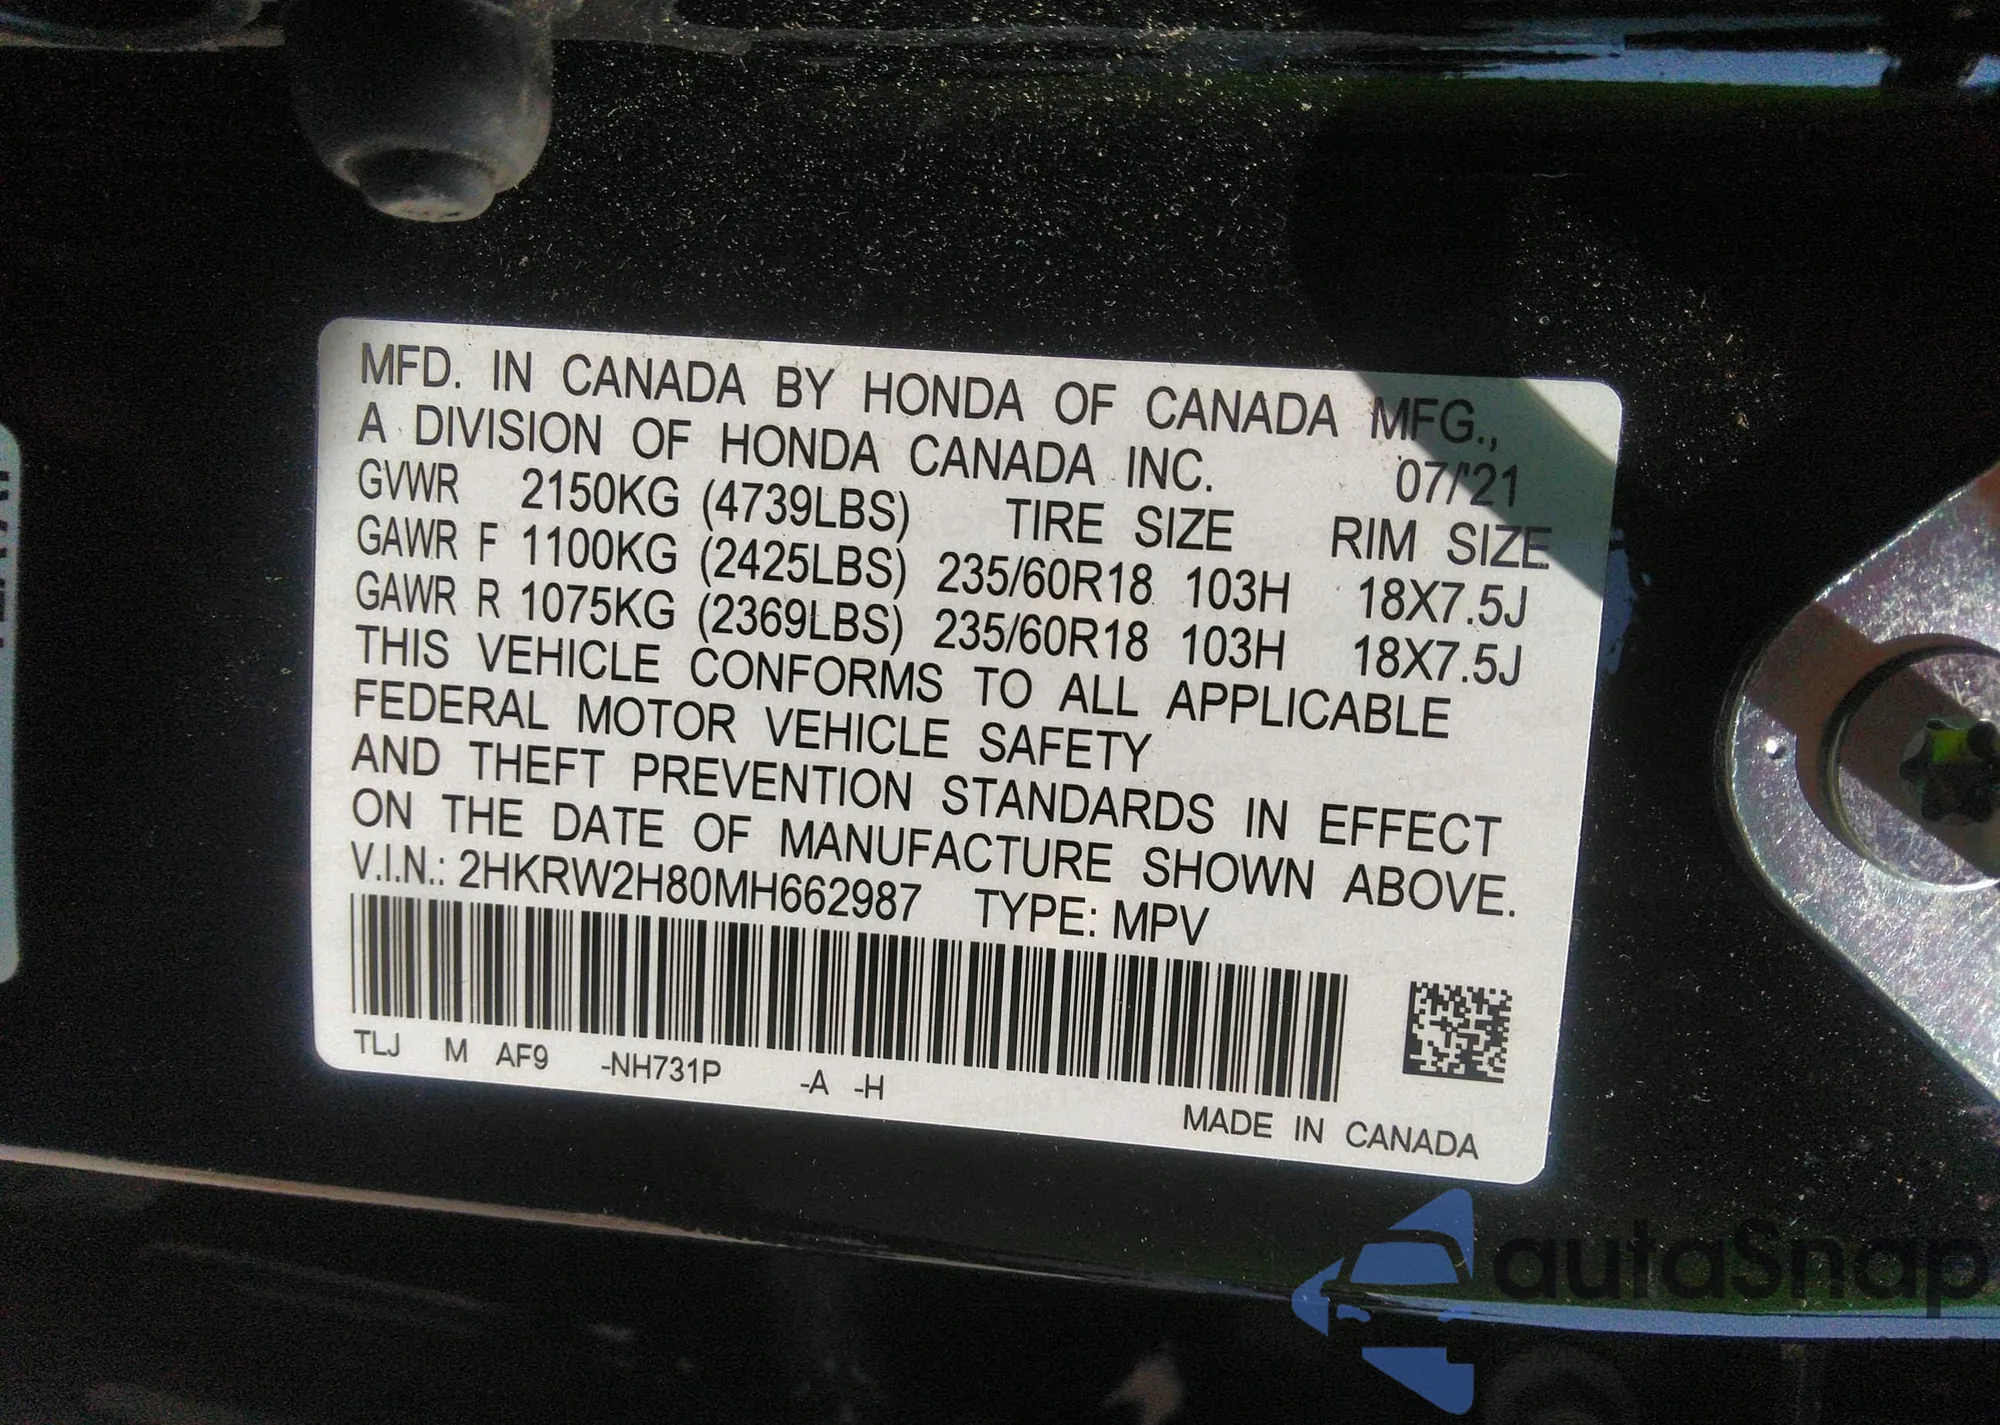 MFD. IN CANADA BY HONDA OF CANADA MFG.,
A DIVISION OF HONDA CANADA INC. 07/'21
GVWR 2150KG (4739LBS) TIRE SIZE RIM SIZE
GAWR F 1100KG (2425LBS) 235/60R18 103H 18X7.5J
GAWR R 1075KG (2369LBS) 235/60R18 103H 18X7.5J
THIS VEHICLE CONFORMS TO ALL APPLICABLE
FEDERAL MOTOR VEHICLE SAFETY
AND THEFT PREVENTION STANDARDS IN EFFECT
ON THE DATE OF MANUFACTURE SHOWN ABOVE.
V.I.N.: 2HKRW2H80MH662987 TYPE: MPV
TLJ M AF9 -NH731P -A -H
MADE IN CANADA
autaSnap